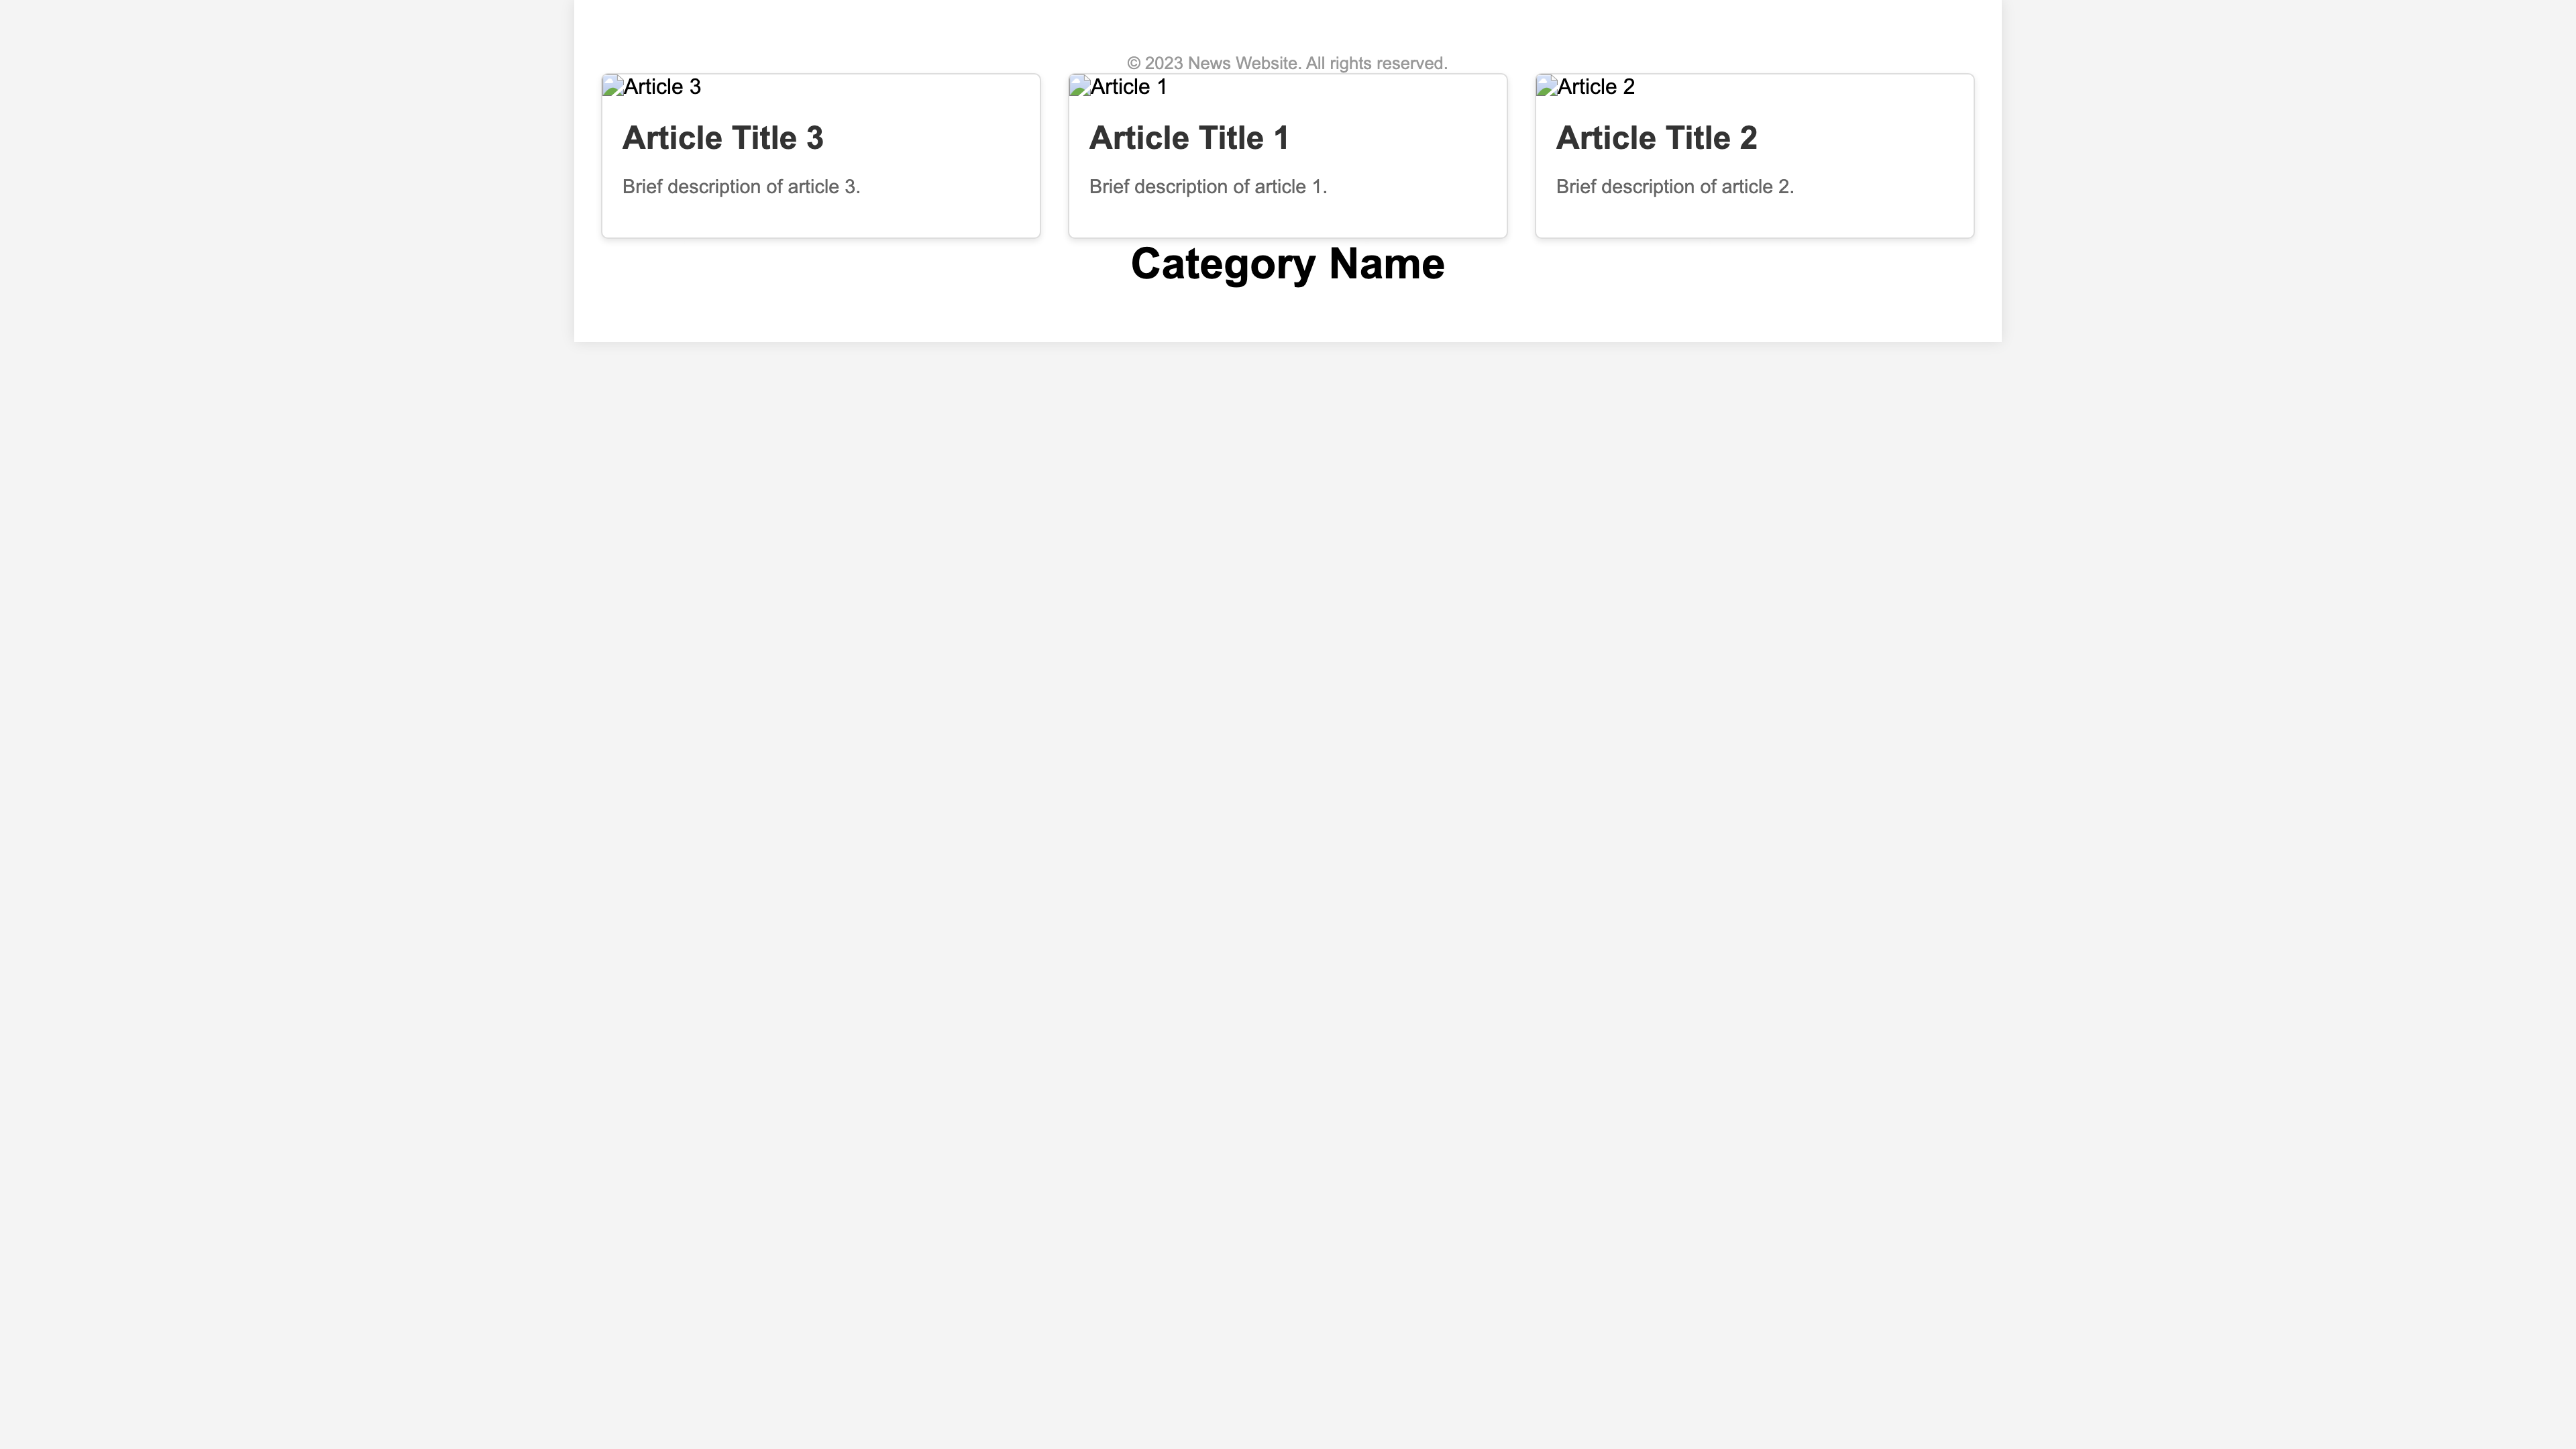 © 2023 News Website. All rights reserved.
Article 3
Article Title 3
Brief description of article 3.
Article 1
Article Title 1
Brief description of article 1.
Article 2
Article Title 2
Brief description of article 2.
Category Name